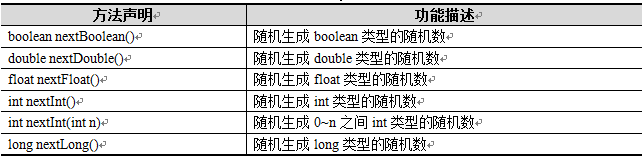 方法声明 功能描述
boolean nextBoolean() 随机生成 boolean 类型的随机数
double nextDouble() 随机生成 double 类型的随机数
float nextFloat() 随机生成 float 类型的随机数
int nextInt() 随机生成 int 类型的随机数
int nextInt(int n) 随机生成 0~n 之间 int 类型的随机数
long nextLong() 随机生成 long 类型的随机数